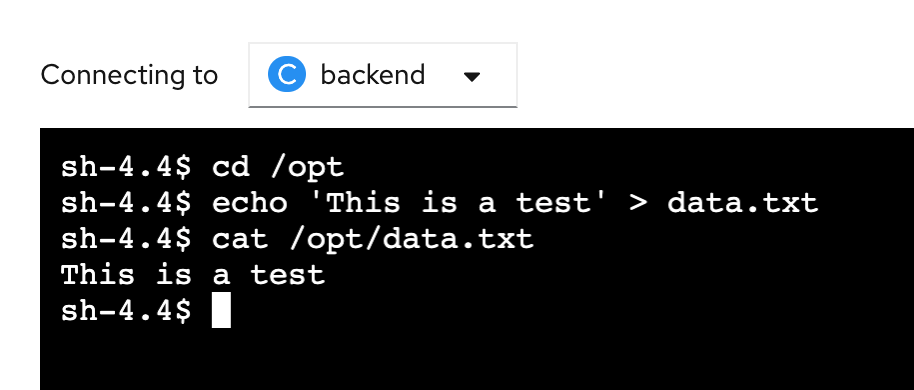 Connecting to C backend
sh-4.4$ cd /opt
sh-4.4$ echo 'This is a test' > data.txt
sh-4.4$ cat /opt/data.txt
This is a test
sh-4.4$